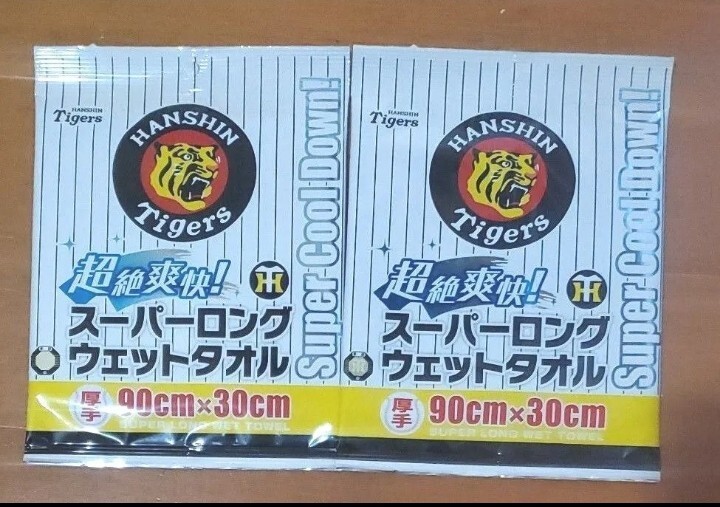 HANSHIN
Tigers
HANSHIN
Tigers
超絶爽快!
TH
スーパーロング
ウェットタオル
厚手
90cm×30cm
SUPER LONG WET TOWEL
Super Cool Down!
HANSHIN
Tigers
HANSHIN
Tigers
超絶爽快!
TH
スーパーロング
ウェットタオル
厚手
90cm×30cm
SUPER LONG WET TOWEL
Super Cool Down!